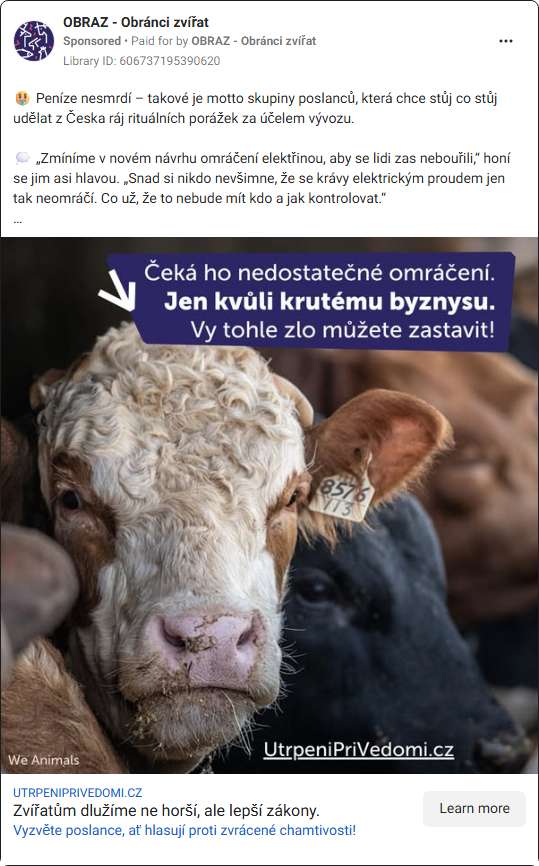 OBRAZ - Obránci zvířat
Sponsored • Paid for by OBRAZ - Obránci zvířat
Library ID: 606737195390620
🤑 Peníze nesmrdí – takové je motto skupiny poslanců, která chce stůj co stůj
udělat z Česka ráj rituálních porážek za účelem vývozu.
💭 „Zmíníme v novém návrhu omráčení elektřinou, aby se lidi zas nebouřili,“ honí
se jim asi hlavou. „Snad si nikdo nevšimne, že se krávy elektrickým proudem jen
tak neomráčí. Co už, že to nebude mít kdo a jak kontrolovat.“
...
Čeká ho nedostatečné omráčení.
Jen kvůli krutému byznysu.
Vy tohle zlo můžete zastavit!
8576
113
UtrpeniPriVedomi.cz
We Animals
UTRPENIPRIVEDOMI.CZ
Zvířatům dlužíme ne horší, ale lepší zákony.
Learn more
Vyzvěte poslance, ať hlasují proti zvrácené chamtivosti!